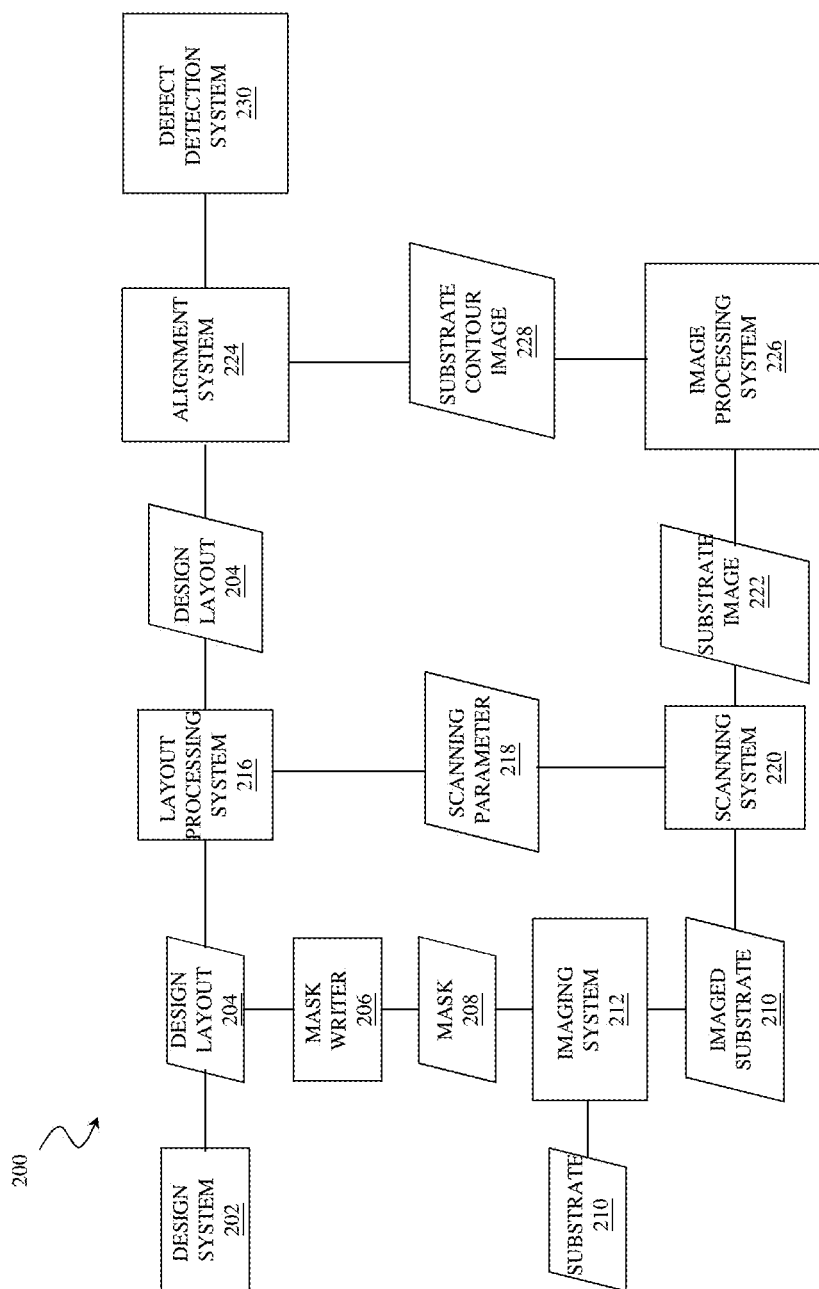 200
DESIGN
SYSTEM
202
DESIGN
LAYOUT
204
LAYOUT
PROCESSING
SYSTEM
216
DESIGN
LAYOUT
204
ALIGNMENT
SYSTEM
224
DEFECT
DETECTION
SYSTEM
230
MASK
WRITER
206
MASK
208
SCANNING
PARAMETER
218
SUBSTRATE
CONTOUR
IMAGE
228
SUBSTRATE
210
IMAGING
SYSTEM
212
IMAGED
SUBSTRATE
210
SCANNING
SYSTEM
220
SUBSTRATE
IMAGE
222
IMAGE
PROCESSING
SYSTEM
226